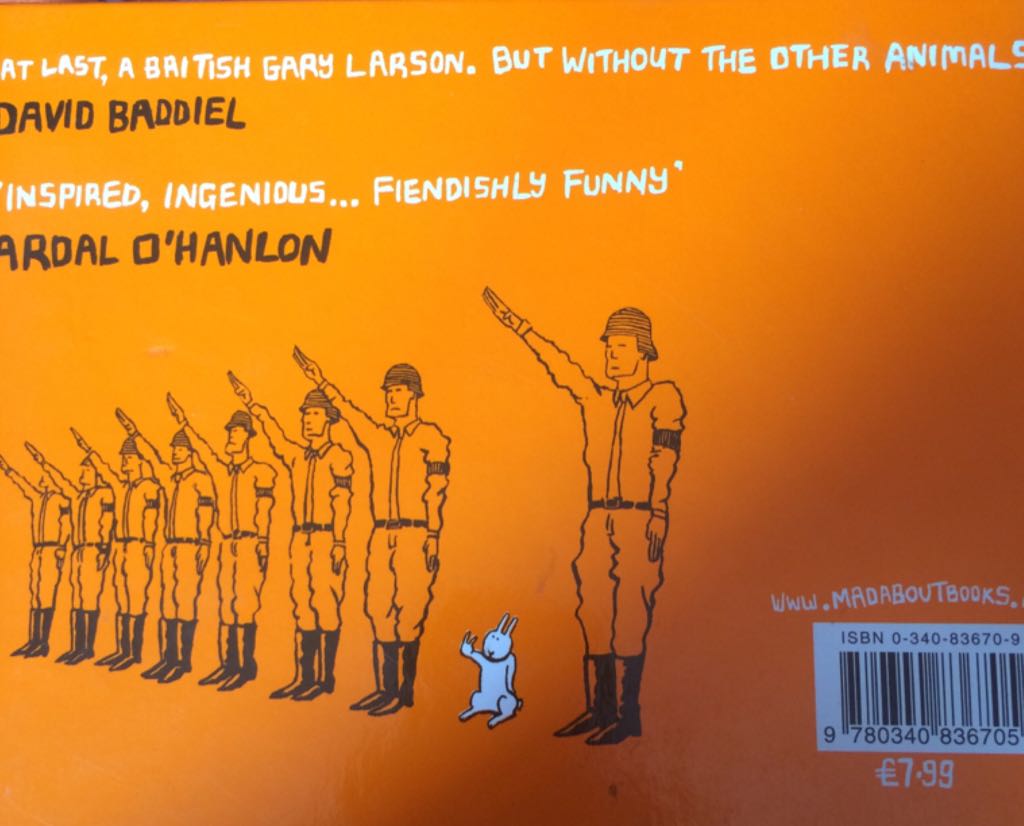 AT LAST, A BRITISH GARY LARSON. BUT WITHOUT THE OTHER ANIMALS
DAVID BADDIEL
'INSPIRED, INGENIOUS... FIENDISHLY FUNNY'
ARDAL O'HANLON
WWW.MADABOUTBOOKS.
ISBN 0-340-83670-9
9 780340 836705
£7.99